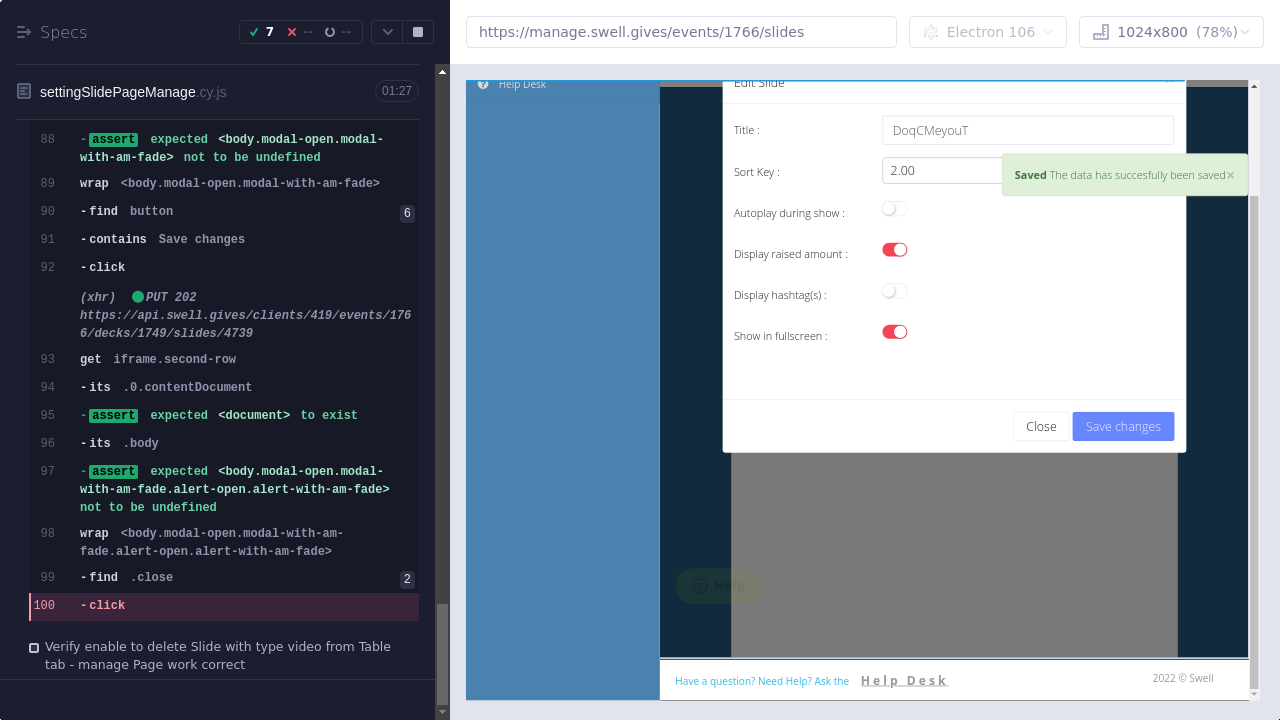 Specs
7
--
--
https://manage.swell.gives/events/1766/slides
Electron 106
1024x800 (78%)
settingSlidePageManage.cy.js
01:27
88 -assert expected <body.modal-open.modal-
with-am-fade> not to be undefined
89 wrap <body.modal-open.modal-with-am-fade>
90 -find button 6
91 -contains Save changes
92 -click
(xhr) PUT 202
https://api.swell.gives/clients/419/events/176
6/decks/1749/slides/4739
93 get iframe.second-row
94 -its .0.contentDocument
95 -assert expected <document> to exist
96 -its .body
97 -assert expected <body.modal-open.modal-
with-am-fade.alert-open.alert-with-am-fade>
not to be undefined
98 wrap <body.modal-open.modal-with-am-
fade.alert-open.alert-with-am-fade>
99 -find .close 2
100 -click
Verify enable to delete Slide with type video from Table
tab - manage Page work correct
Help Desk
Edit Slide
Title :
DoqCMeyouT
Sort Key :
2.00
Saved The data has succesfully been saved×
Autoplay during show :
Display raised amount :
Display hashtag(s) :
Show in fullscreen :
Close
Save changes
Help
Have a question? Need Help? Ask the Help Desk
2022 © Swell